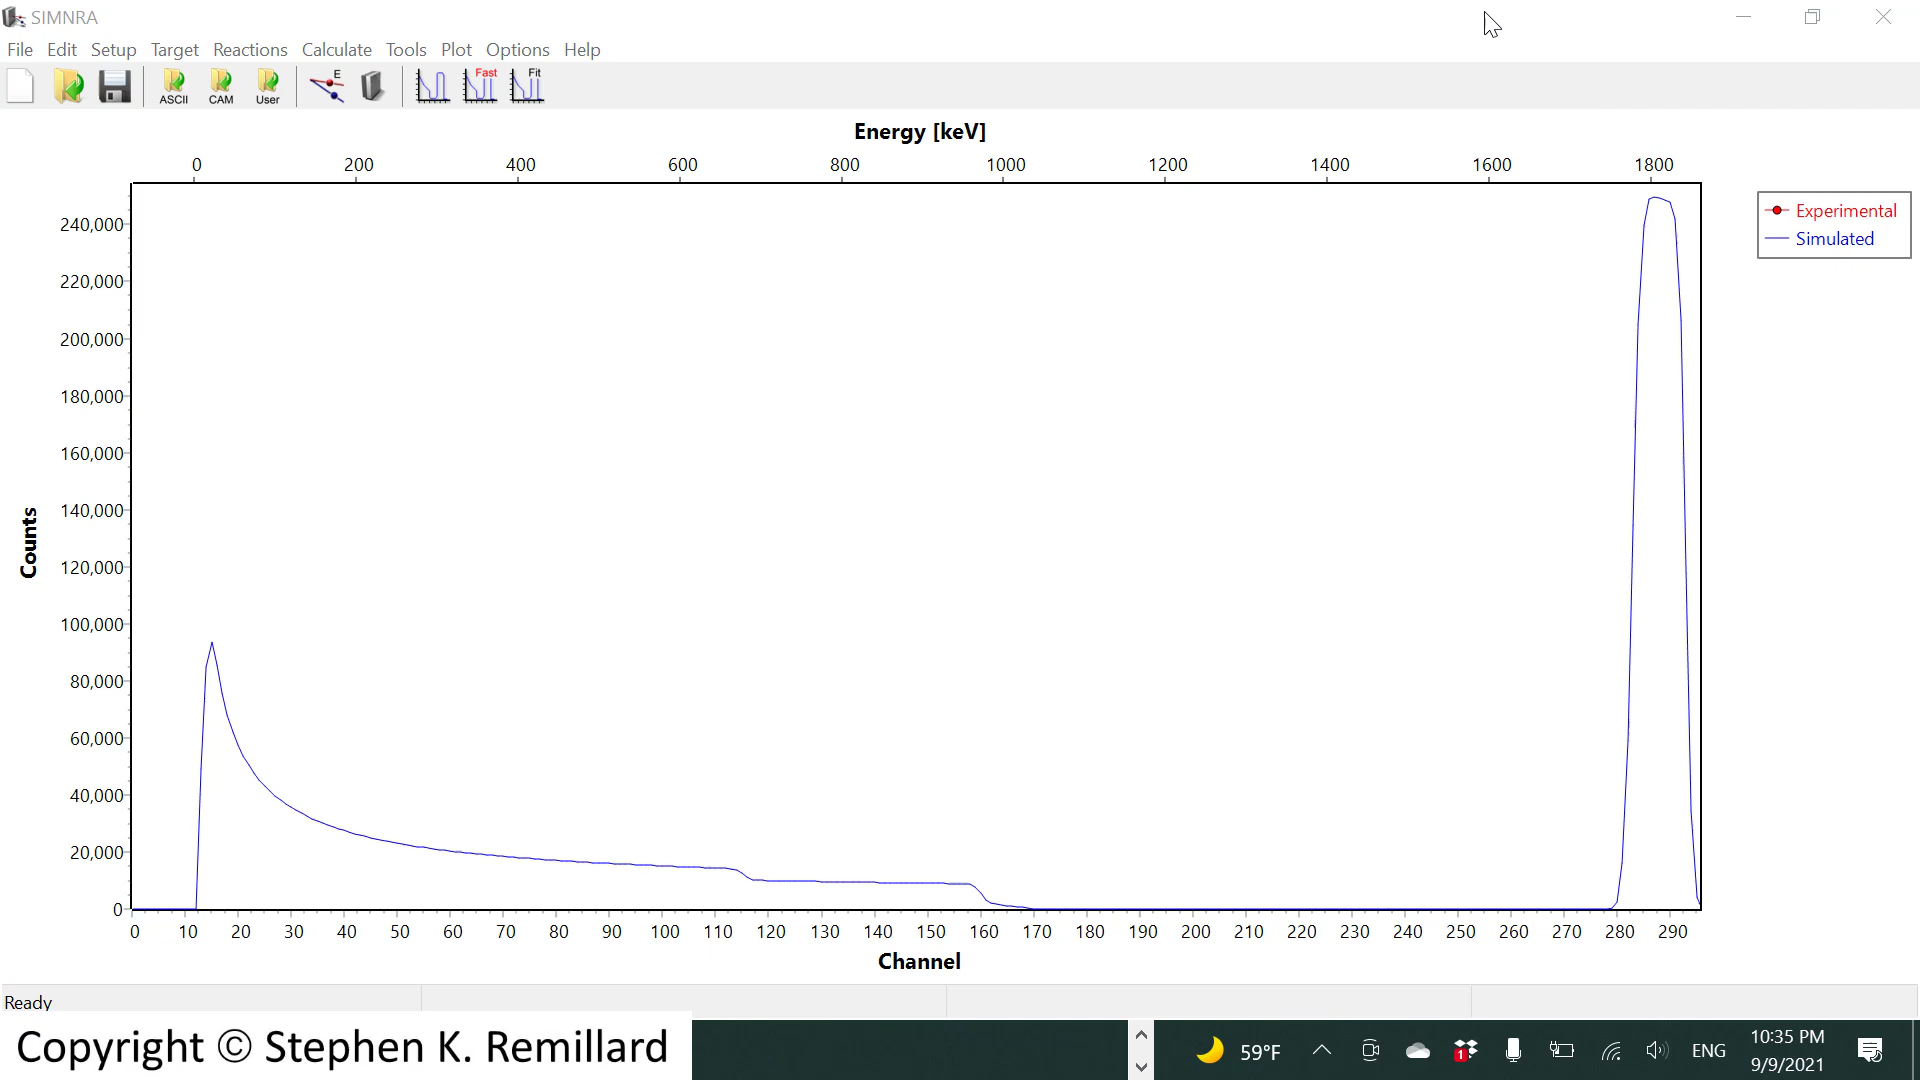 SIMNRA
File Edit Setup Target Reactions Calculate Tools Plot Options Help
ASCII CAM User E Fast Fit
Energy [keV]
0 200 400 600 800 1000 1200 1400 1600 1800
Experimental
Simulated
240,000
220,000
200,000
180,000
160,000
140,000
120,000
100,000
80,000
60,000
40,000
20,000
0
Counts
0 10 20 30 40 50 60 70 80 90 100 110 120 130 140 150 160 170 180 190 200 210 220 230 240 250 260 270 280 290
Channel
Ready
Copyright © Stephen K. Remillard
59°F 1 ENG 10:35 PM
9/9/2021